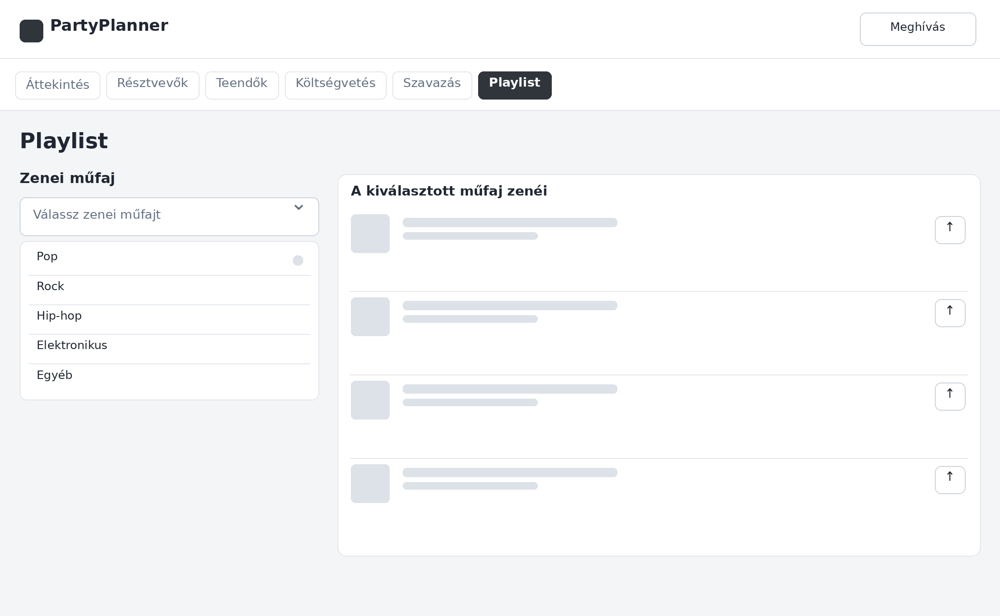 PartyPlanner
Meghívás
Áttekintés
Résztvevők
Teendők
Költségvetés
Szavazás
Playlist
Playlist
Zenei műfaj
Válassz zenei műfajt
Pop
Rock
Hip-hop
Elektronikus
Egyéb
A kiválasztott műfaj zenéi
↑
↑
↑
↑